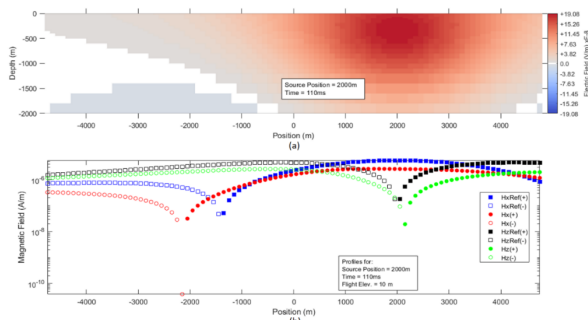 0
-500
-1000
-1500
-2000
Depth (m)
Source Position = 2000m
Time = 110ms
-4000 -3000 -2000 -1000 0 1000 2000 3000 4000
Position (m)
(a)
+19.08
+15.26
+11.45
+7.63
+3.82
0.0
-3.82
-7.63
-11.45
-15.26
-19.08
Electric Field (V/m)
10⁻⁶
10⁻⁸
10⁻¹⁰
Magnetic Field (A/m)
HxRef(+)
HxRef(-)
Hx(+)
Hx(-)
HzRef(+)
HzRef(-)
Hz(+)
Hz(-)
Profiles for:
Source Position = 2000m
Time = 110ms
Flight Elev. = 10 m
-4000 -3000 -2000 -1000 0 1000 2000 3000 4000
Position (m)